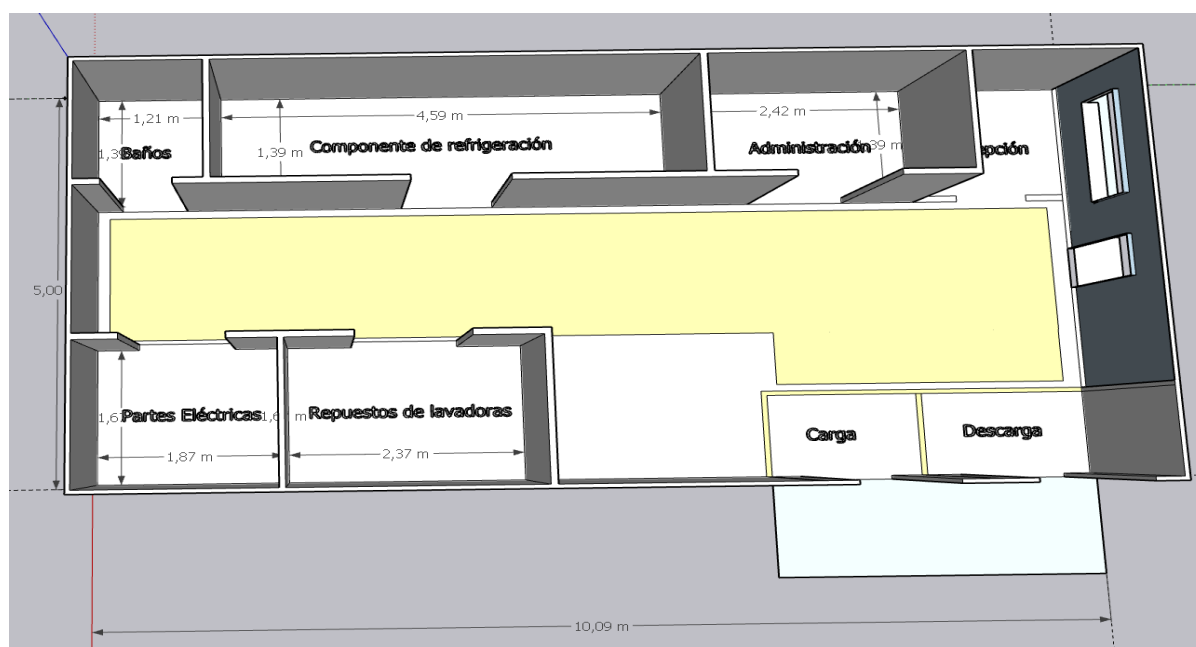 1,21 m
4,59 m
2,42 m
Baños
1,39 m
Componente de refrigeración
Administración
5,00
Partes Eléctricas
Repuestos de lavadoras
1,87 m
2,37 m
Carga
Descarga
10,09 m